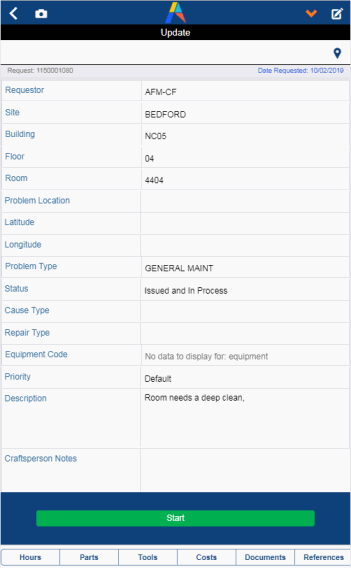 Update
Request: 1150001080 Date Requested: 10/02/2019
Requestor AFM-CF
Site BEDFORD
Building NC05
Floor 04
Room 4404
Problem Location
Latitude
Longitude
Problem Type GENERAL MAINT
Status Issued and In Process
Cause Type
Repair Type
Equipment Code No data to display for: equipment
Priority Default
Description Room needs a deep clean,
Craftsperson Notes
Start
Hours Parts Tools Costs Documents References